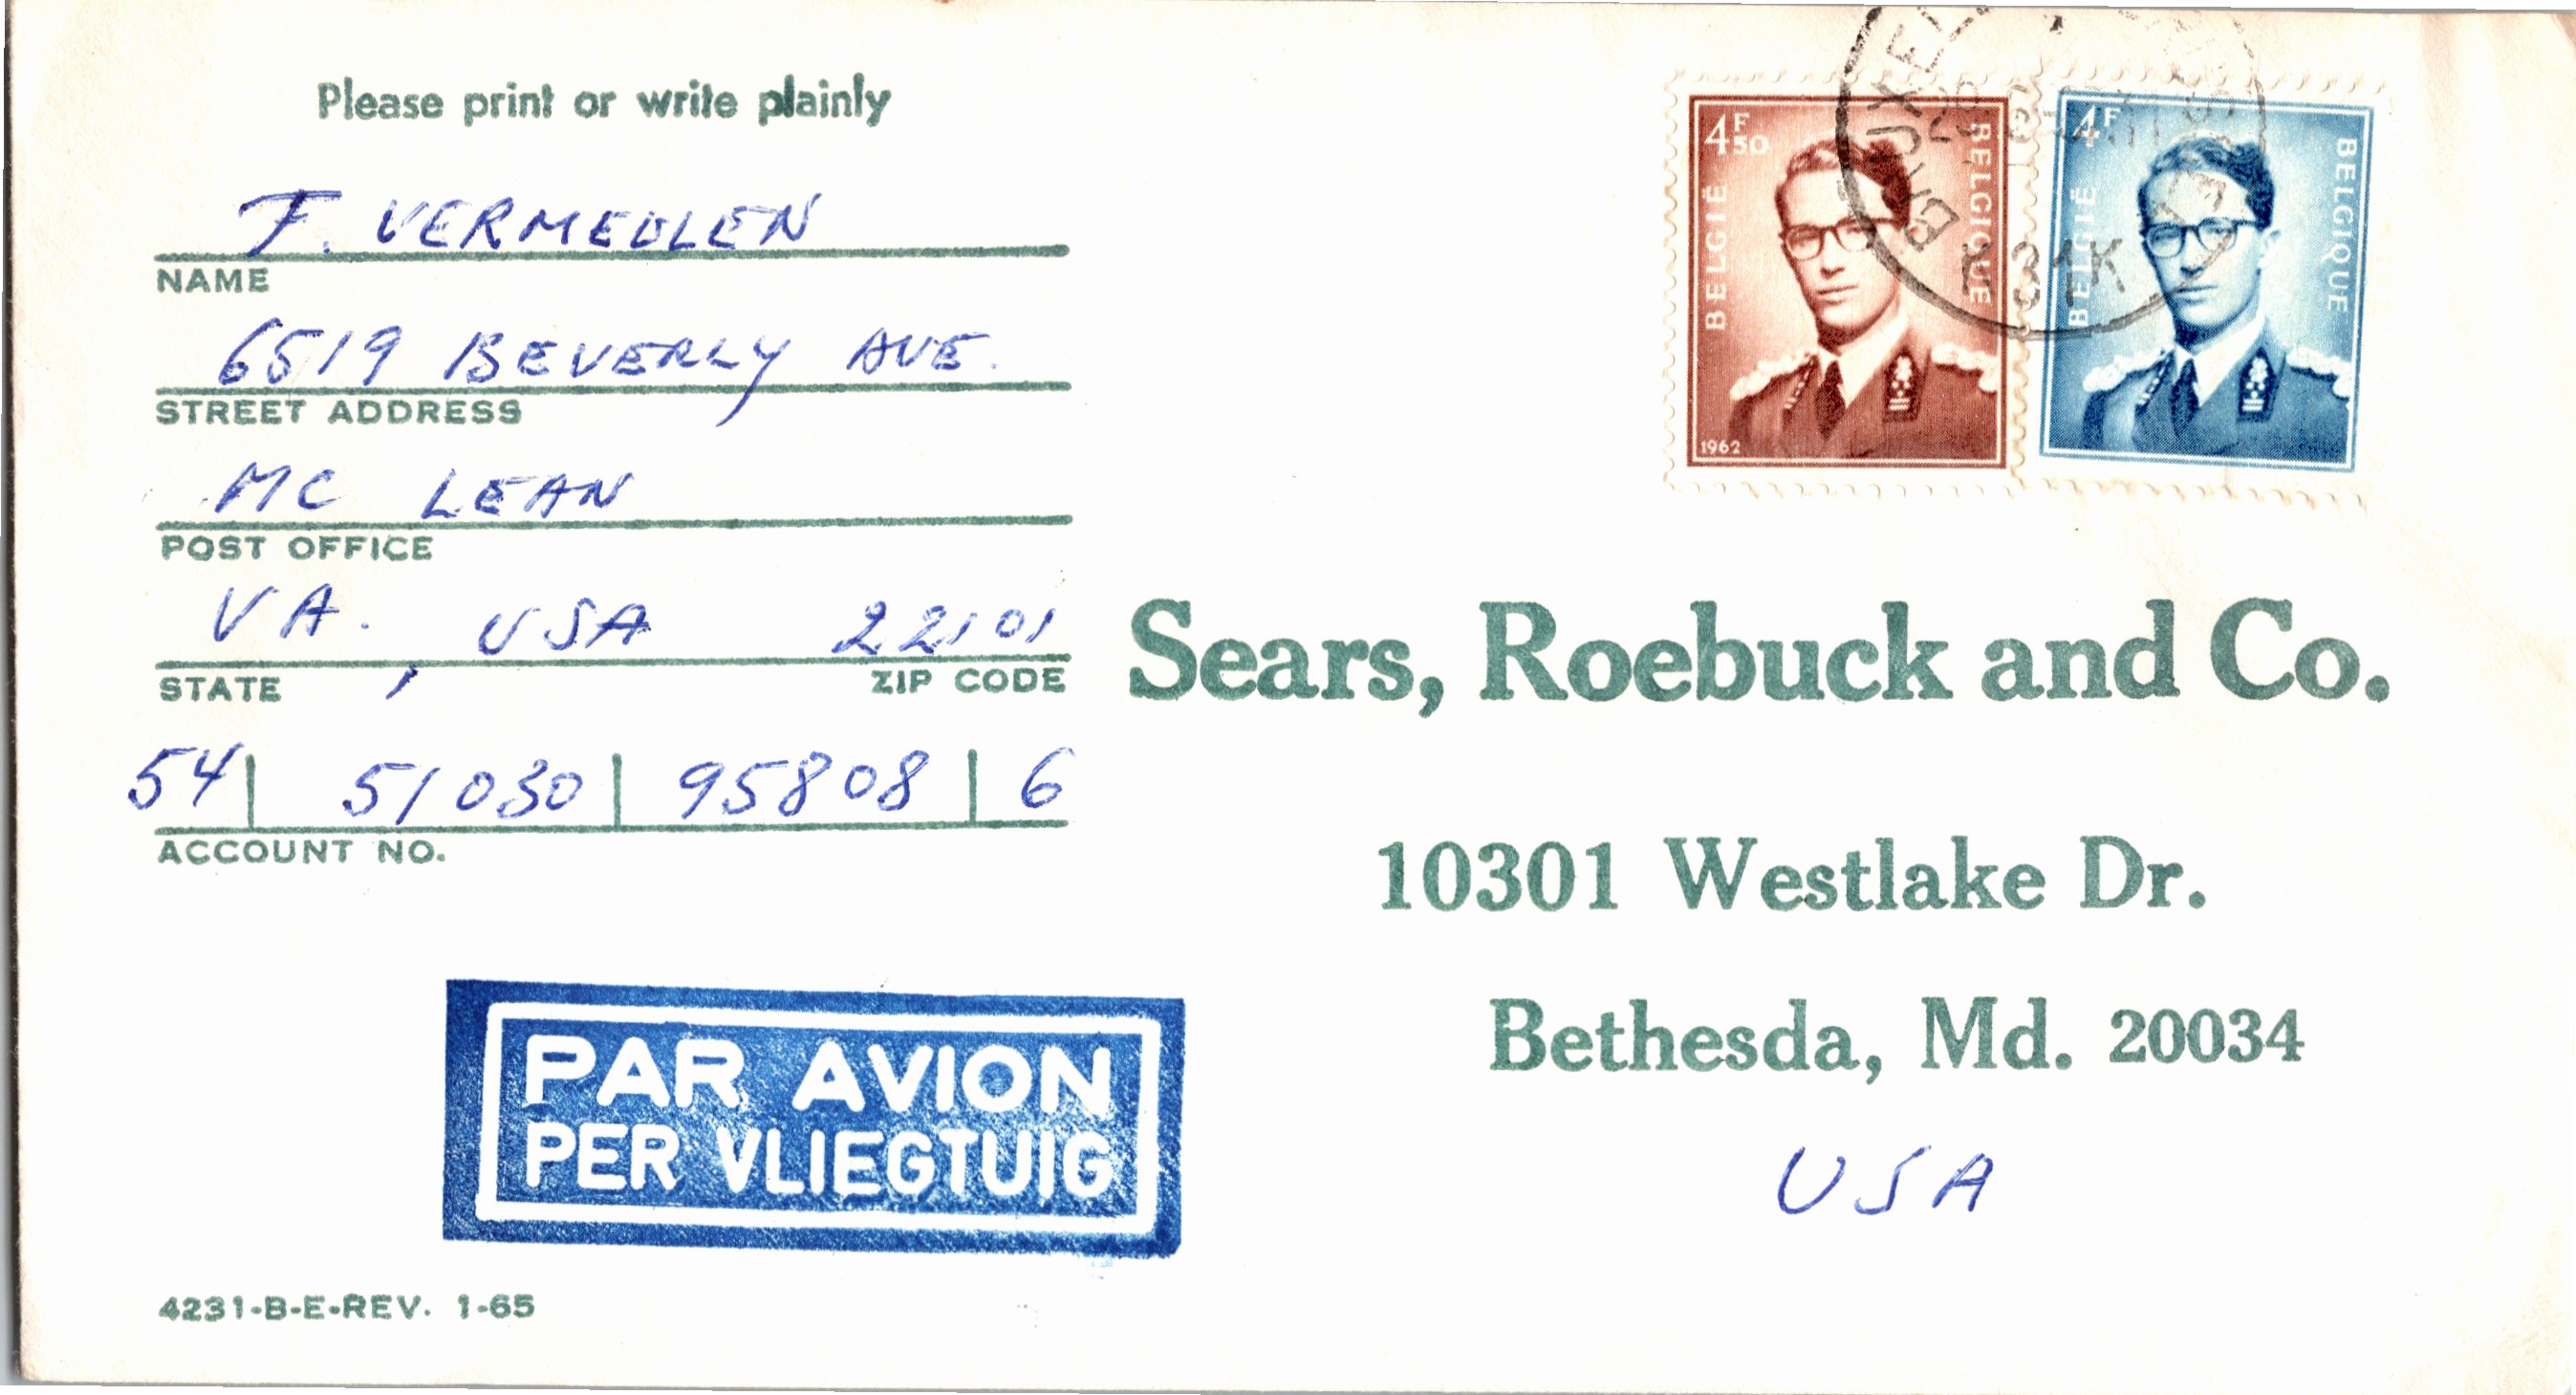 Please print or write plainly
F. VERMEULEN
NAME
6519 BEVERLY AVE.
STREET ADDRESS
MC LEAN
POST OFFICE
VA., USA 22101
STATE ZIP CODE
54 | 51030 | 95808 | 6
ACCOUNT NO.
4F50
BELGIË
BELGIQUE
1962
4F
BELGIË
BELGIQUE
Sears, Roebuck and Co.
10301 Westlake Dr.
Bethesda, Md. 20034
USA
PAR AVION
PER VLIEGTUIG
4231-B-E-REV. 1-65